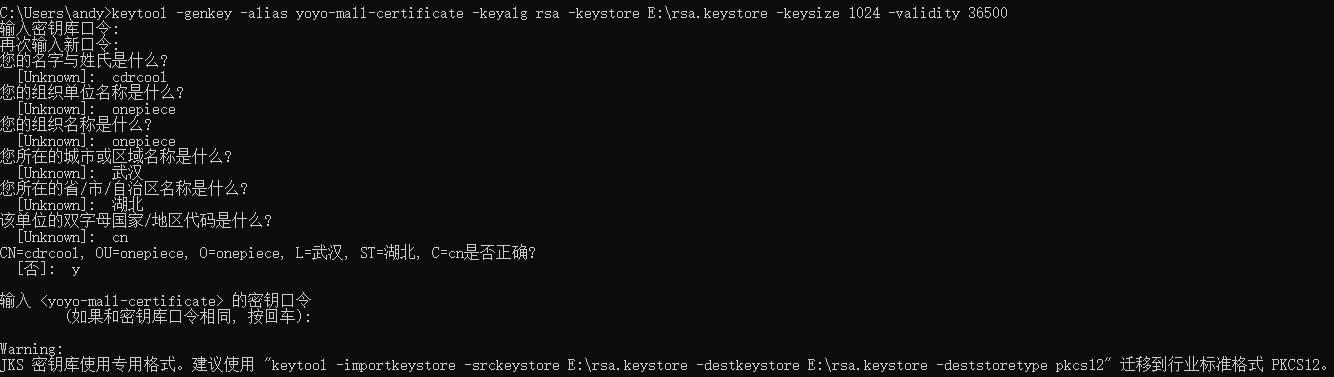 C:\Users\andy>keytool -genkey -alias yoyo-mall-certificate -keyalg rsa -keystore E:\rsa.keystore -keysize 1024 -validity 36500
输入密钥库口令:
再次输入新口令:
您的名字与姓氏是什么?
  [Unknown]:  cdrcool
您的组织单位名称是什么?
  [Unknown]:  onepiece
您的组织名称是什么?
  [Unknown]:  onepiece
您所在的城市或区域名称是什么?
  [Unknown]:  武汉
您所在的省/市/自治区名称是什么?
  [Unknown]:  湖北
该单位的双字母国家/地区代码是什么?
  [Unknown]:  cn
CN=cdrcool, OU=onepiece, O=onepiece, L=武汉, ST=湖北, C=cn是否正确?
  [否]:  y
输入 <yoyo-mall-certificate> 的密钥口令
        (如果和密钥库口令相同, 按回车):
Warning:
JKS 密钥库使用专用格式。建议使用 "keytool -importkeystore -srckeystore E:\rsa.keystore -destkeystore E:\rsa.keystore -deststoretype pkcs12" 迁移到行业标准格式 PKCS12。